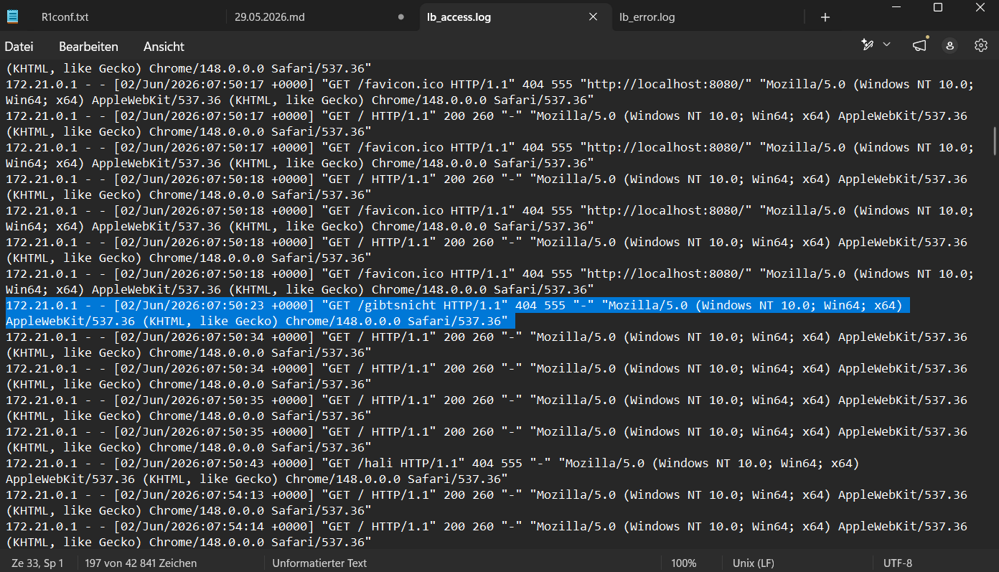 R1conf.txt
29.05.2026.md
lb_access.log
lb_error.log
Datei Bearbeiten Ansicht
(KHTML, like Gecko) Chrome/148.0.0.0 Safari/537.36"
172.21.0.1 - - [02/Jun/2026:07:50:17 +0000] "GET /favicon.ico HTTP/1.1" 404 555 "http://localhost:8080/" "Mozilla/5.0 (Windows NT 10.0;
Win64; x64) AppleWebKit/537.36 (KHTML, like Gecko) Chrome/148.0.0.0 Safari/537.36"
172.21.0.1 - - [02/Jun/2026:07:50:17 +0000] "GET / HTTP/1.1" 200 260 "-" "Mozilla/5.0 (Windows NT 10.0; Win64; x64) AppleWebKit/537.36
(KHTML, like Gecko) Chrome/148.0.0.0 Safari/537.36"
172.21.0.1 - - [02/Jun/2026:07:50:17 +0000] "GET /favicon.ico HTTP/1.1" 404 555 "http://localhost:8080/" "Mozilla/5.0 (Windows NT 10.0;
Win64; x64) AppleWebKit/537.36 (KHTML, like Gecko) Chrome/148.0.0.0 Safari/537.36"
172.21.0.1 - - [02/Jun/2026:07:50:18 +0000] "GET / HTTP/1.1" 200 260 "-" "Mozilla/5.0 (Windows NT 10.0; Win64; x64) AppleWebKit/537.36
(KHTML, like Gecko) Chrome/148.0.0.0 Safari/537.36"
172.21.0.1 - - [02/Jun/2026:07:50:18 +0000] "GET /favicon.ico HTTP/1.1" 404 555 "http://localhost:8080/" "Mozilla/5.0 (Windows NT 10.0;
Win64; x64) AppleWebKit/537.36 (KHTML, like Gecko) Chrome/148.0.0.0 Safari/537.36"
172.21.0.1 - - [02/Jun/2026:07:50:18 +0000] "GET / HTTP/1.1" 200 260 "-" "Mozilla/5.0 (Windows NT 10.0; Win64; x64) AppleWebKit/537.36
(KHTML, like Gecko) Chrome/148.0.0.0 Safari/537.36"
172.21.0.1 - - [02/Jun/2026:07:50:18 +0000] "GET /favicon.ico HTTP/1.1" 404 555 "http://localhost:8080/" "Mozilla/5.0 (Windows NT 10.0;
Win64; x64) AppleWebKit/537.36 (KHTML, like Gecko) Chrome/148.0.0.0 Safari/537.36"
172.21.0.1 - - [02/Jun/2026:07:50:23 +0000] "GET /gibtsnicht HTTP/1.1" 404 555 "-" "Mozilla/5.0 (Windows NT 10.0; Win64; x64)
AppleWebKit/537.36 (KHTML, like Gecko) Chrome/148.0.0.0 Safari/537.36"
172.21.0.1 - - [02/Jun/2026:07:50:34 +0000] "GET / HTTP/1.1" 200 260 "-" "Mozilla/5.0 (Windows NT 10.0; Win64; x64) AppleWebKit/537.36
(KHTML, like Gecko) Chrome/148.0.0.0 Safari/537.36"
172.21.0.1 - - [02/Jun/2026:07:50:34 +0000] "GET / HTTP/1.1" 200 260 "-" "Mozilla/5.0 (Windows NT 10.0; Win64; x64) AppleWebKit/537.36
(KHTML, like Gecko) Chrome/148.0.0.0 Safari/537.36"
172.21.0.1 - - [02/Jun/2026:07:50:35 +0000] "GET / HTTP/1.1" 200 260 "-" "Mozilla/5.0 (Windows NT 10.0; Win64; x64) AppleWebKit/537.36
(KHTML, like Gecko) Chrome/148.0.0.0 Safari/537.36"
172.21.0.1 - - [02/Jun/2026:07:50:35 +0000] "GET / HTTP/1.1" 200 260 "-" "Mozilla/5.0 (Windows NT 10.0; Win64; x64) AppleWebKit/537.36
(KHTML, like Gecko) Chrome/148.0.0.0 Safari/537.36"
172.21.0.1 - - [02/Jun/2026:07:50:43 +0000] "GET /hali HTTP/1.1" 404 555 "-" "Mozilla/5.0 (Windows NT 10.0; Win64; x64)
AppleWebKit/537.36 (KHTML, like Gecko) Chrome/148.0.0.0 Safari/537.36"
172.21.0.1 - - [02/Jun/2026:07:54:13 +0000] "GET / HTTP/1.1" 200 260 "-" "Mozilla/5.0 (Windows NT 10.0; Win64; x64) AppleWebKit/537.36
(KHTML, like Gecko) Chrome/148.0.0.0 Safari/537.36"
172.21.0.1 - - [02/Jun/2026:07:54:14 +0000] "GET / HTTP/1.1" 200 260 "-" "Mozilla/5.0 (Windows NT 10.0; Win64; x64) AppleWebKit/537.36
(KHTML, like Gecko) Chrome/148.0.0.0 Safari/537.36"
Ze 33, Sp 1
197 von 42 841 Zeichen
Unformatierter Text
100%
Unix (LF)
UTF-8